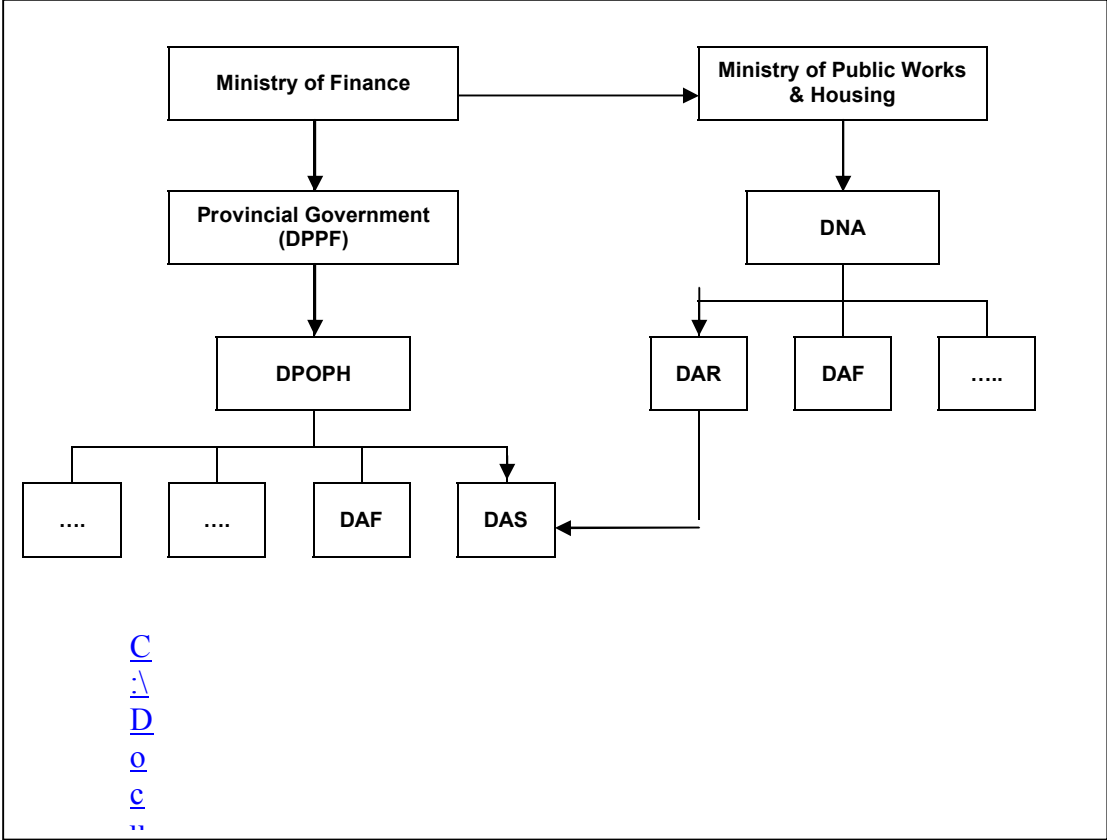 Ministry of Finance
Ministry of Public Works
& Housing
Provincial Government
(DPPF)
DNA
DPOPH
DAR
DAF
…..
….
….
DAF
DAS
C
:\
D
o
c